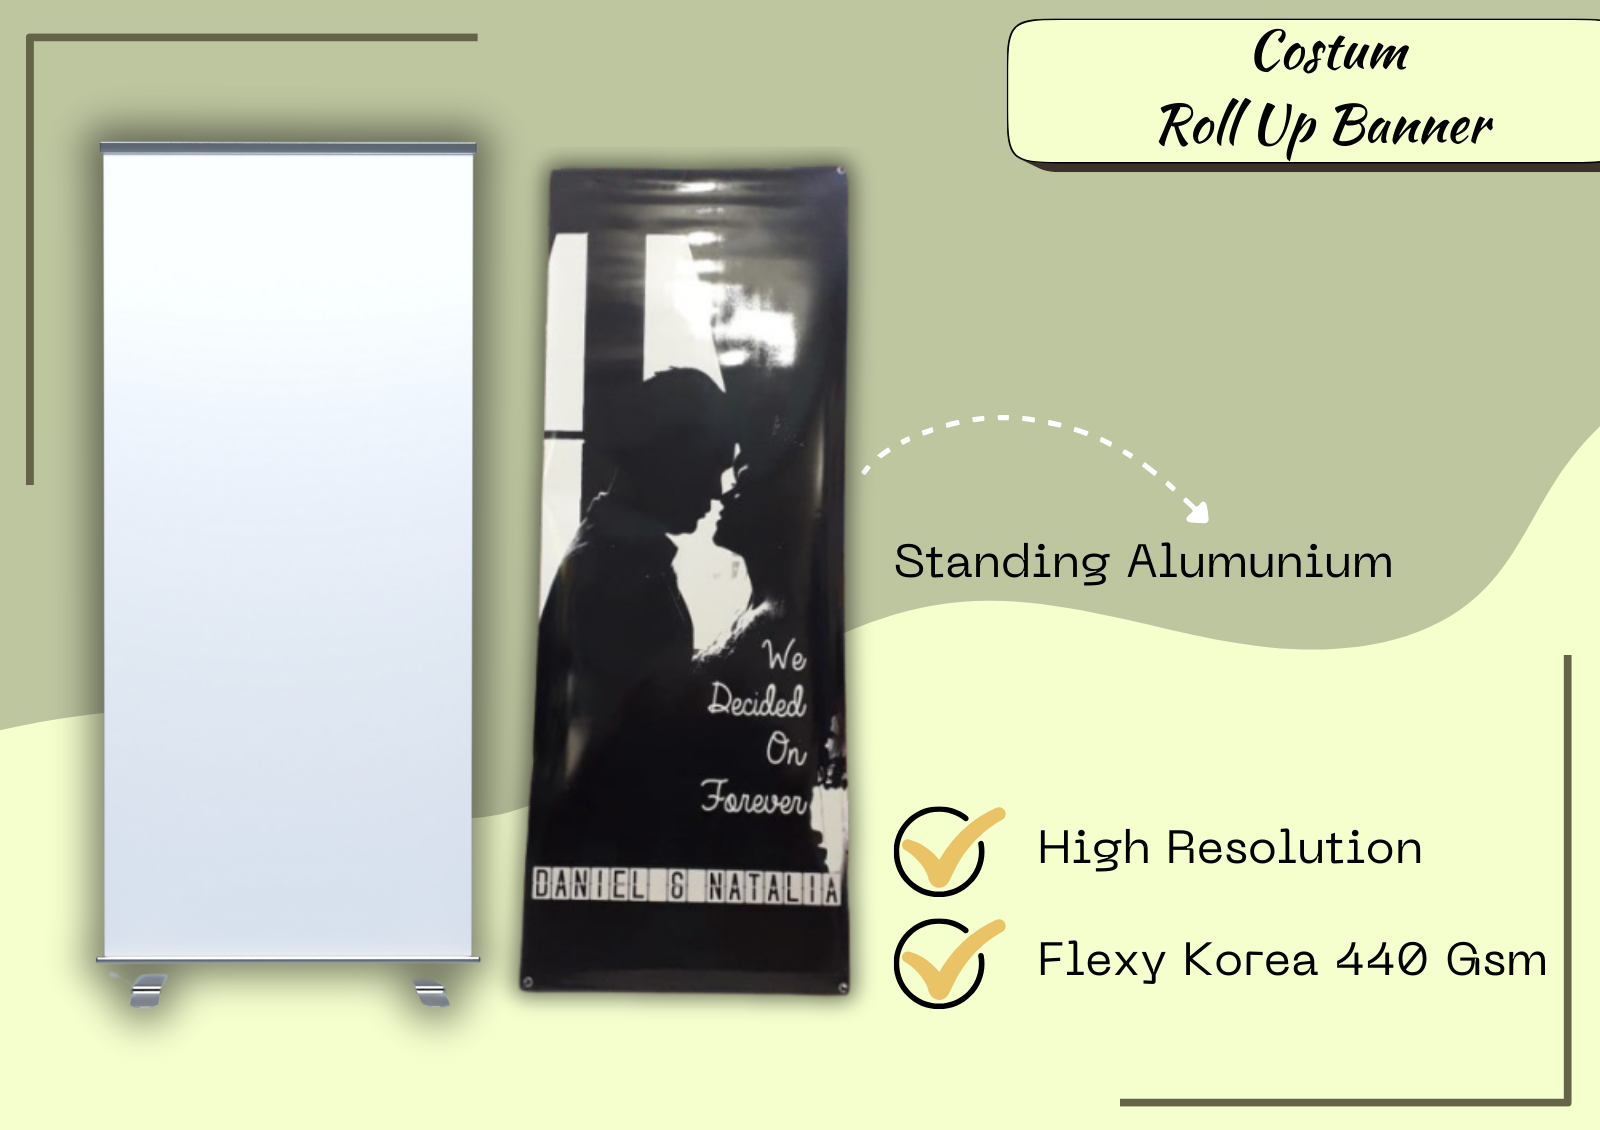 Costum
Roll Up Banner
We
Decided
On
Forever
DANIEL & NATALIA
Standing Alumunium
High Resolution
Flexy Korea 440 Gsm